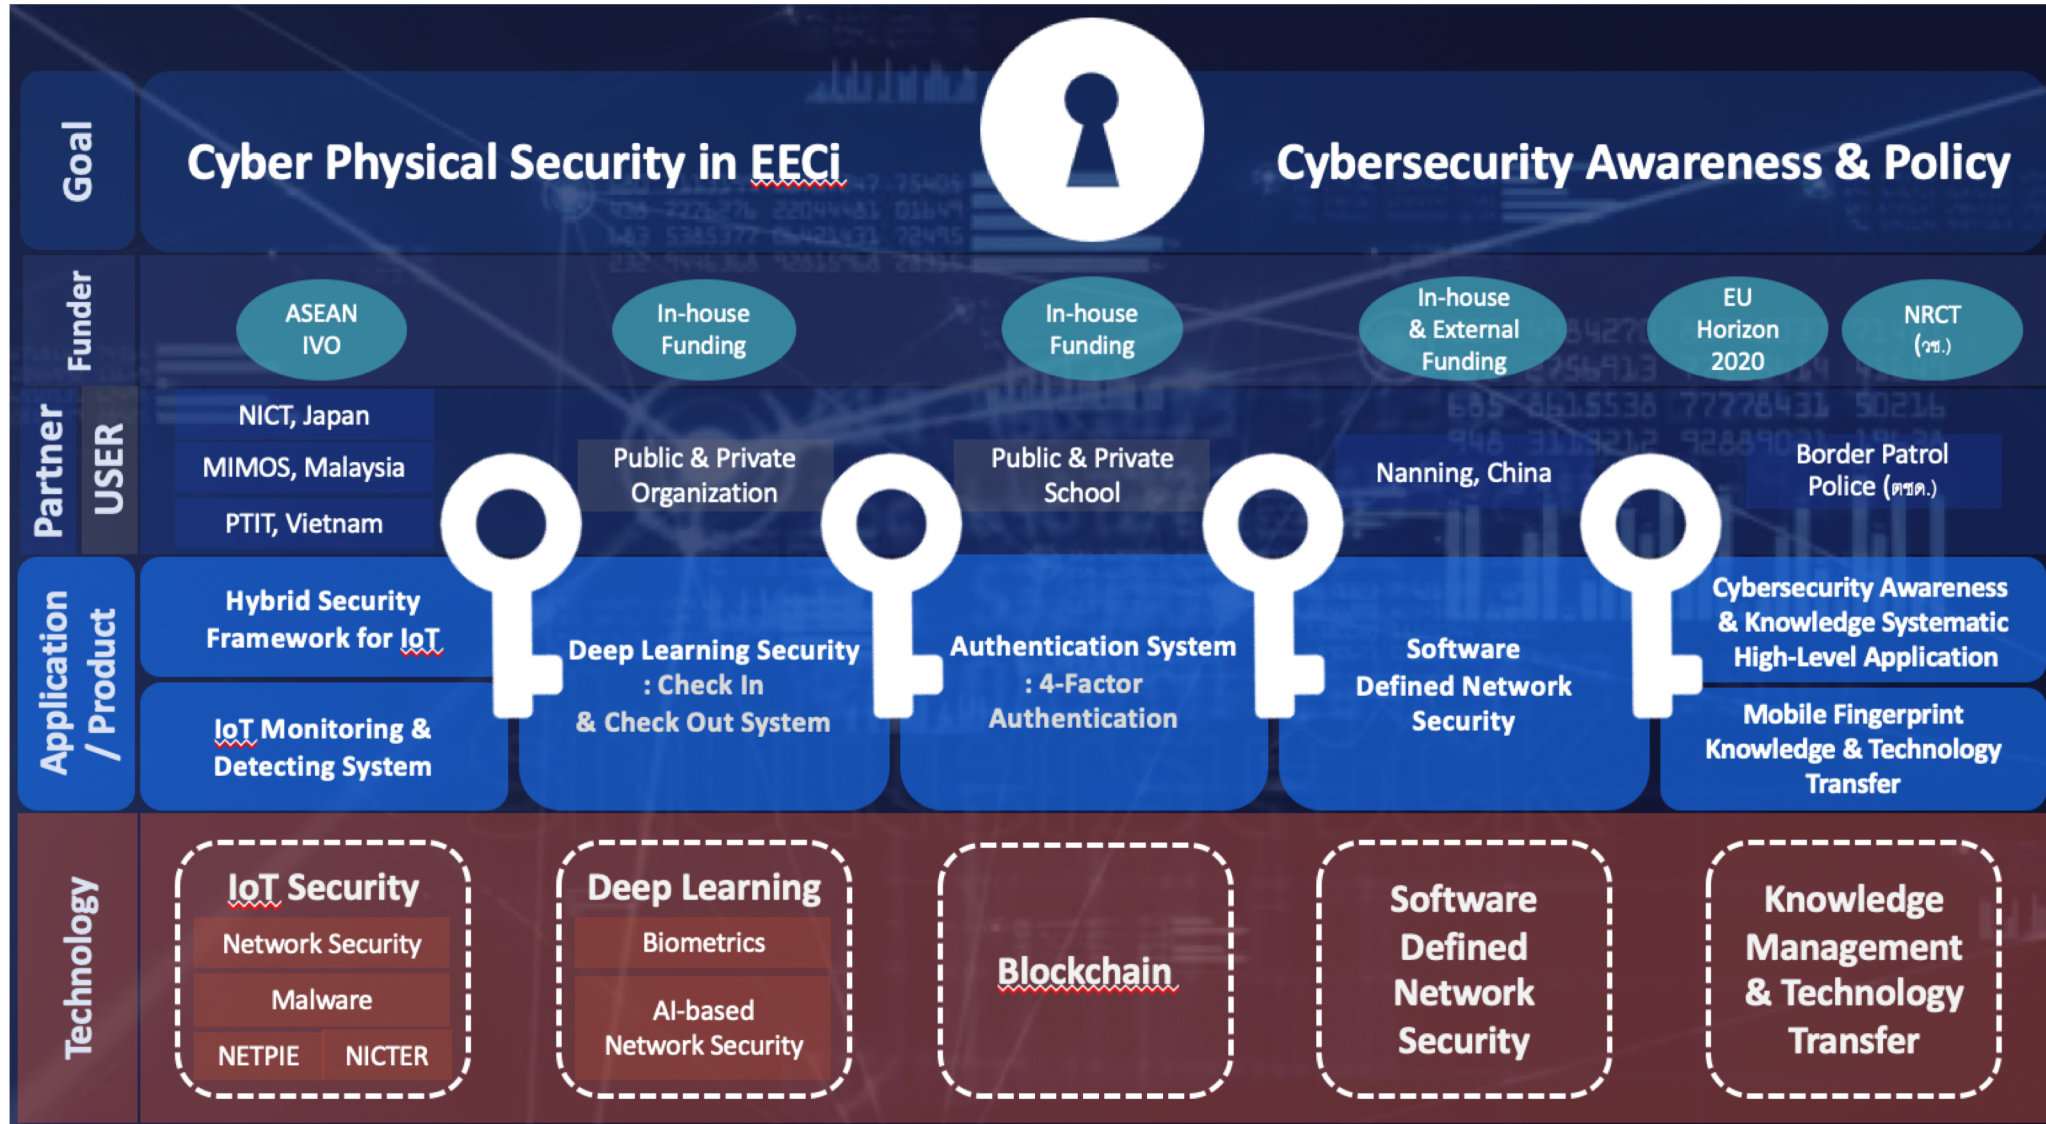 Goal
Cyber Physical Security in EECi
Cybersecurity Awareness & Policy
Funder
ASEAN
IVO
In-house
Funding
In-house
Funding
In-house
& External
Funding
EU
Horizon
2020
NRCT
(วช.)
Partner
USER
NICT, Japan
MIMOS, Malaysia
PTIT, Vietnam
Public & Private
Organization
Public & Private
School
Nanning, China
Border Patrol
Police (ตชด.)
Application
/ Product
Hybrid Security
Framework for IoT
IoT Monitoring &
Detecting System
Deep Learning Security
: Check In
& Check Out System
Authentication System
: 4-Factor
Authentication
Software
Defined Network
Security
Cybersecurity Awareness
& Knowledge Systematic
High-Level Application
Mobile Fingerprint
Knowledge & Technology
Transfer
Technology
IoT Security
Network Security
Malware
NETPIE
NICTER
Deep Learning
Biometrics
AI-based
Network Security
Blockchain
Software
Defined
Network
Security
Knowledge
Management
& Technology
Transfer